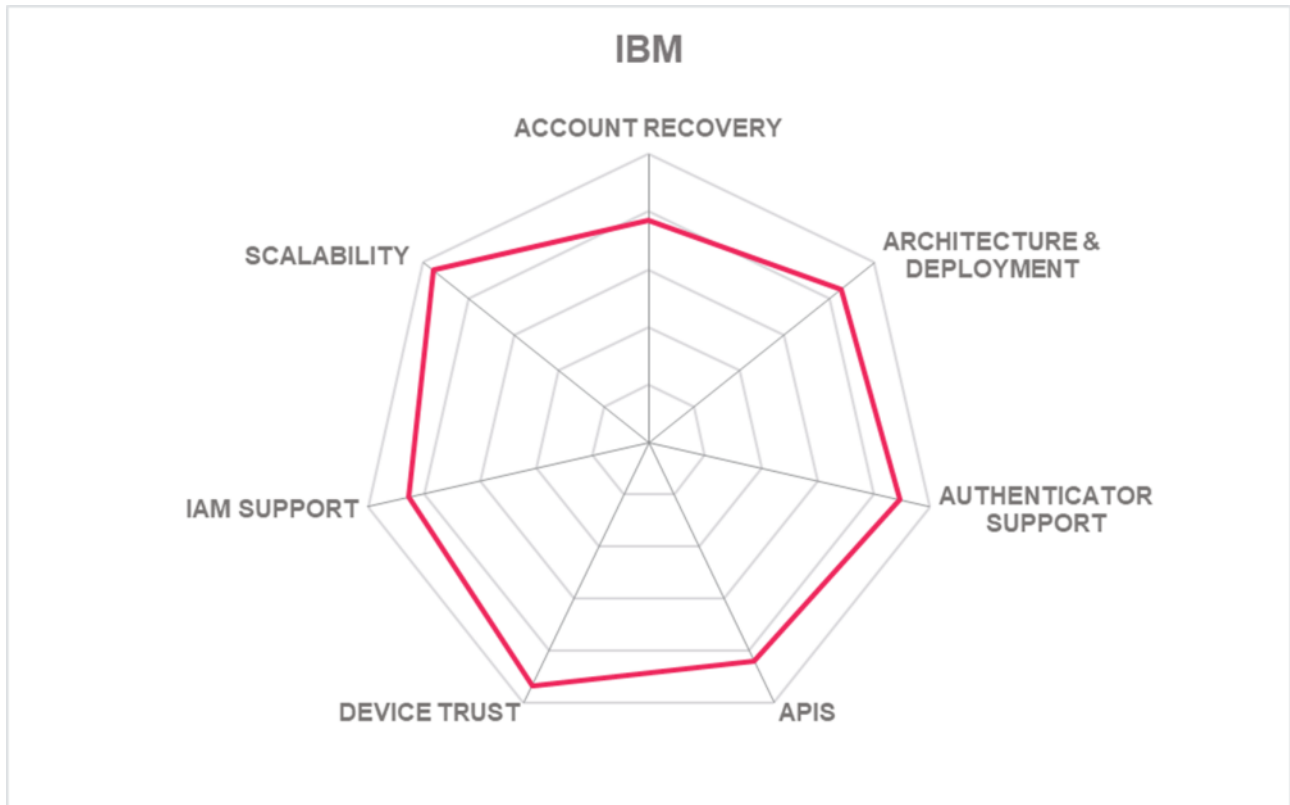 IBM
ACCOUNT RECOVERY
ARCHITECTURE &
DEPLOYMENT
SCALABILITY
AUTHENTICATOR
SUPPORT
IAM SUPPORT
DEVICE TRUST
APIS